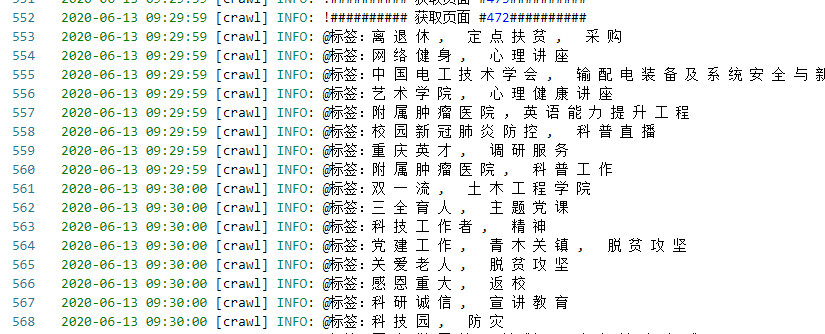 552 2020-06-13 09:29:59 [crawl] INFO: !########## 获取页面 #472##########
553 2020-06-13 09:29:59 [crawl] INFO: @标签：离退休， 定点扶贫， 采购
554 2020-06-13 09:29:59 [crawl] INFO: @标签：网络健身， 心理讲座
555 2020-06-13 09:29:59 [crawl] INFO: @标签：中国电工技术学会， 输配电装备及系统安全与新
556 2020-06-13 09:29:59 [crawl] INFO: @标签：艺术学院， 心理健康讲座
557 2020-06-13 09:29:59 [crawl] INFO: @标签：附属肿瘤医院，英语能力提升工程
558 2020-06-13 09:29:59 [crawl] INFO: @标签：校园新冠肺炎防控， 科普直播
559 2020-06-13 09:29:59 [crawl] INFO: @标签：重庆英才， 调研服务
560 2020-06-13 09:29:59 [crawl] INFO: @标签：附属肿瘤医院， 科普工作
561 2020-06-13 09:30:00 [crawl] INFO: @标签：双一流， 土木工程学院
562 2020-06-13 09:30:00 [crawl] INFO: @标签：三全育人， 主题党课
563 2020-06-13 09:30:00 [crawl] INFO: @标签：科技工作者， 精神
564 2020-06-13 09:30:00 [crawl] INFO: @标签：党建工作， 青木关镇， 脱贫攻坚
565 2020-06-13 09:30:00 [crawl] INFO: @标签：关爱老人， 脱贫攻坚
566 2020-06-13 09:30:00 [crawl] INFO: @标签：感恩重大， 返校
567 2020-06-13 09:30:00 [crawl] INFO: @标签：科研诚信， 宣讲教育
568 2020-06-13 09:30:00 [crawl] INFO: @标签：科技园， 防灾